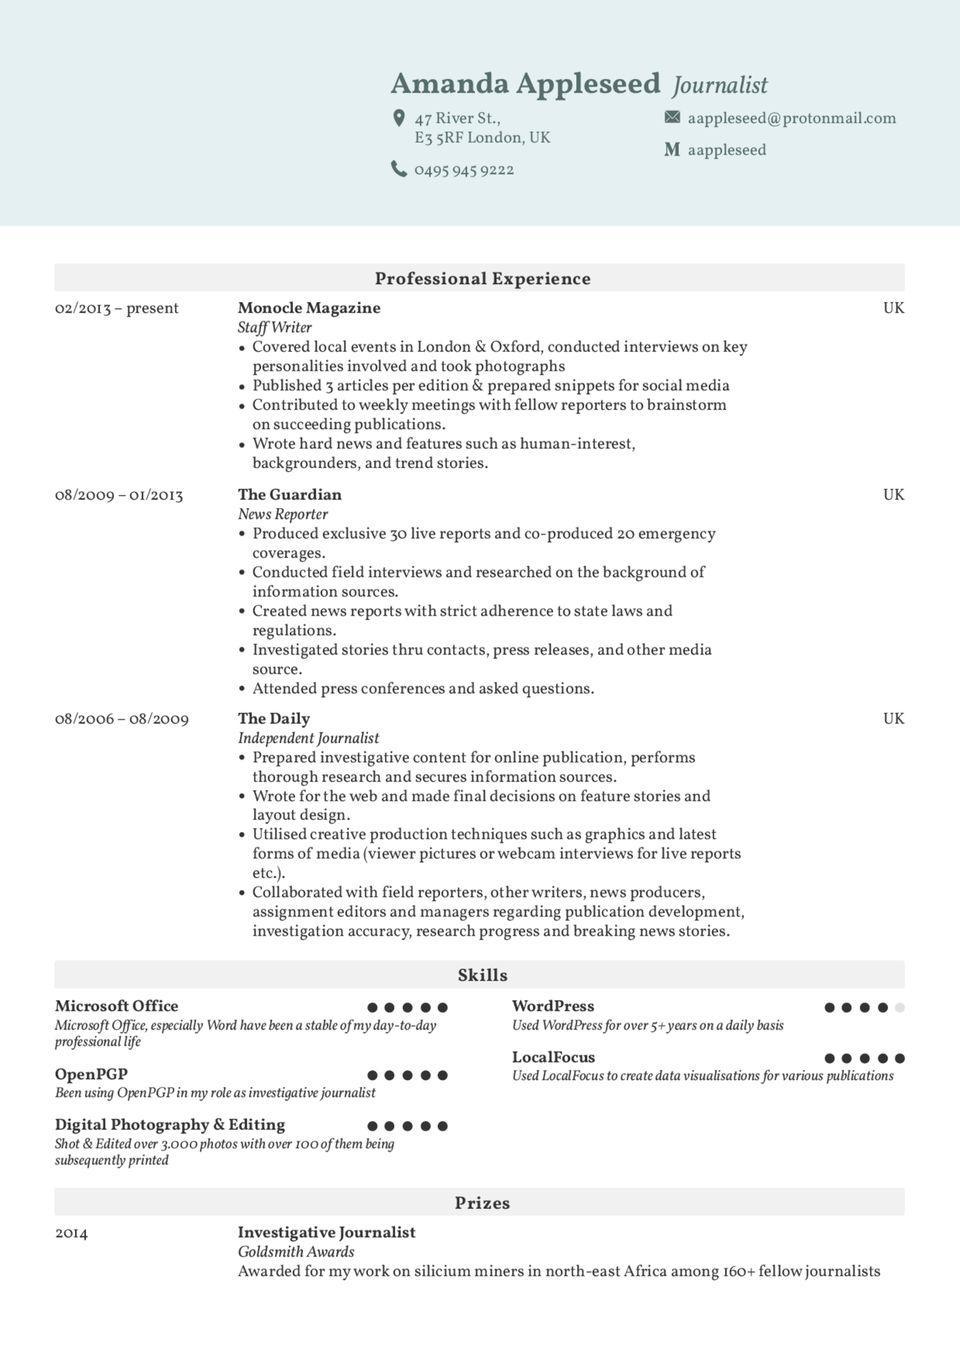 Amanda Appleseed Journalist
47 River St.,
E3 5RF London, UK
0495 945 9222
aappleseed@protonmail.com
M aappleseed
Professional Experience
02/2013 – present
Monocle Magazine
UK
Staff Writer
• Covered local events in London & Oxford, conducted interviews on key
personalities involved and took photographs
• Published 3 articles per edition & prepared snippets for social media
• Contributed to weekly meetings with fellow reporters to brainstorm
on succeeding publications.
• Wrote hard news and features such as human-interest,
backgrounders, and trend stories.
08/2009 – 01/2013
The Guardian
UK
News Reporter
• Produced exclusive 30 live reports and co-produced 20 emergency
coverages.
• Conducted field interviews and researched on the background of
information sources.
• Created news reports with strict adherence to state laws and
regulations.
• Investigated stories thru contacts, press releases, and other media
source.
• Attended press conferences and asked questions.
08/2006 – 08/2009
The Daily
UK
Independent Journalist
• Prepared investigative content for online publication, performs
thorough research and secures information sources.
• Wrote for the web and made final decisions on feature stories and
layout design.
• Utilised creative production techniques such as graphics and latest
forms of media (viewer pictures or webcam interviews for live reports
etc.).
• Collaborated with field reporters, other writers, news producers,
assignment editors and managers regarding publication development,
investigation accuracy, research progress and breaking news stories.
Skills
Microsoft Office
Microsoft Office, especially Word have been a stable of my day-to-day
professional life
OpenPGP
Been using OpenPGP in my role as investigative journalist
Digital Photography & Editing
Shot & Edited over 3.000 photos with over 100 of them being
subsequently printed
WordPress
Used WordPress for over 5+ years on a daily basis
LocalFocus
Used LocalFocus to create data visualisations for various publications
Prizes
2014
Investigative Journalist
Goldsmith Awards
Awarded for my work on silicium miners in north-east Africa among 160+ fellow journalists